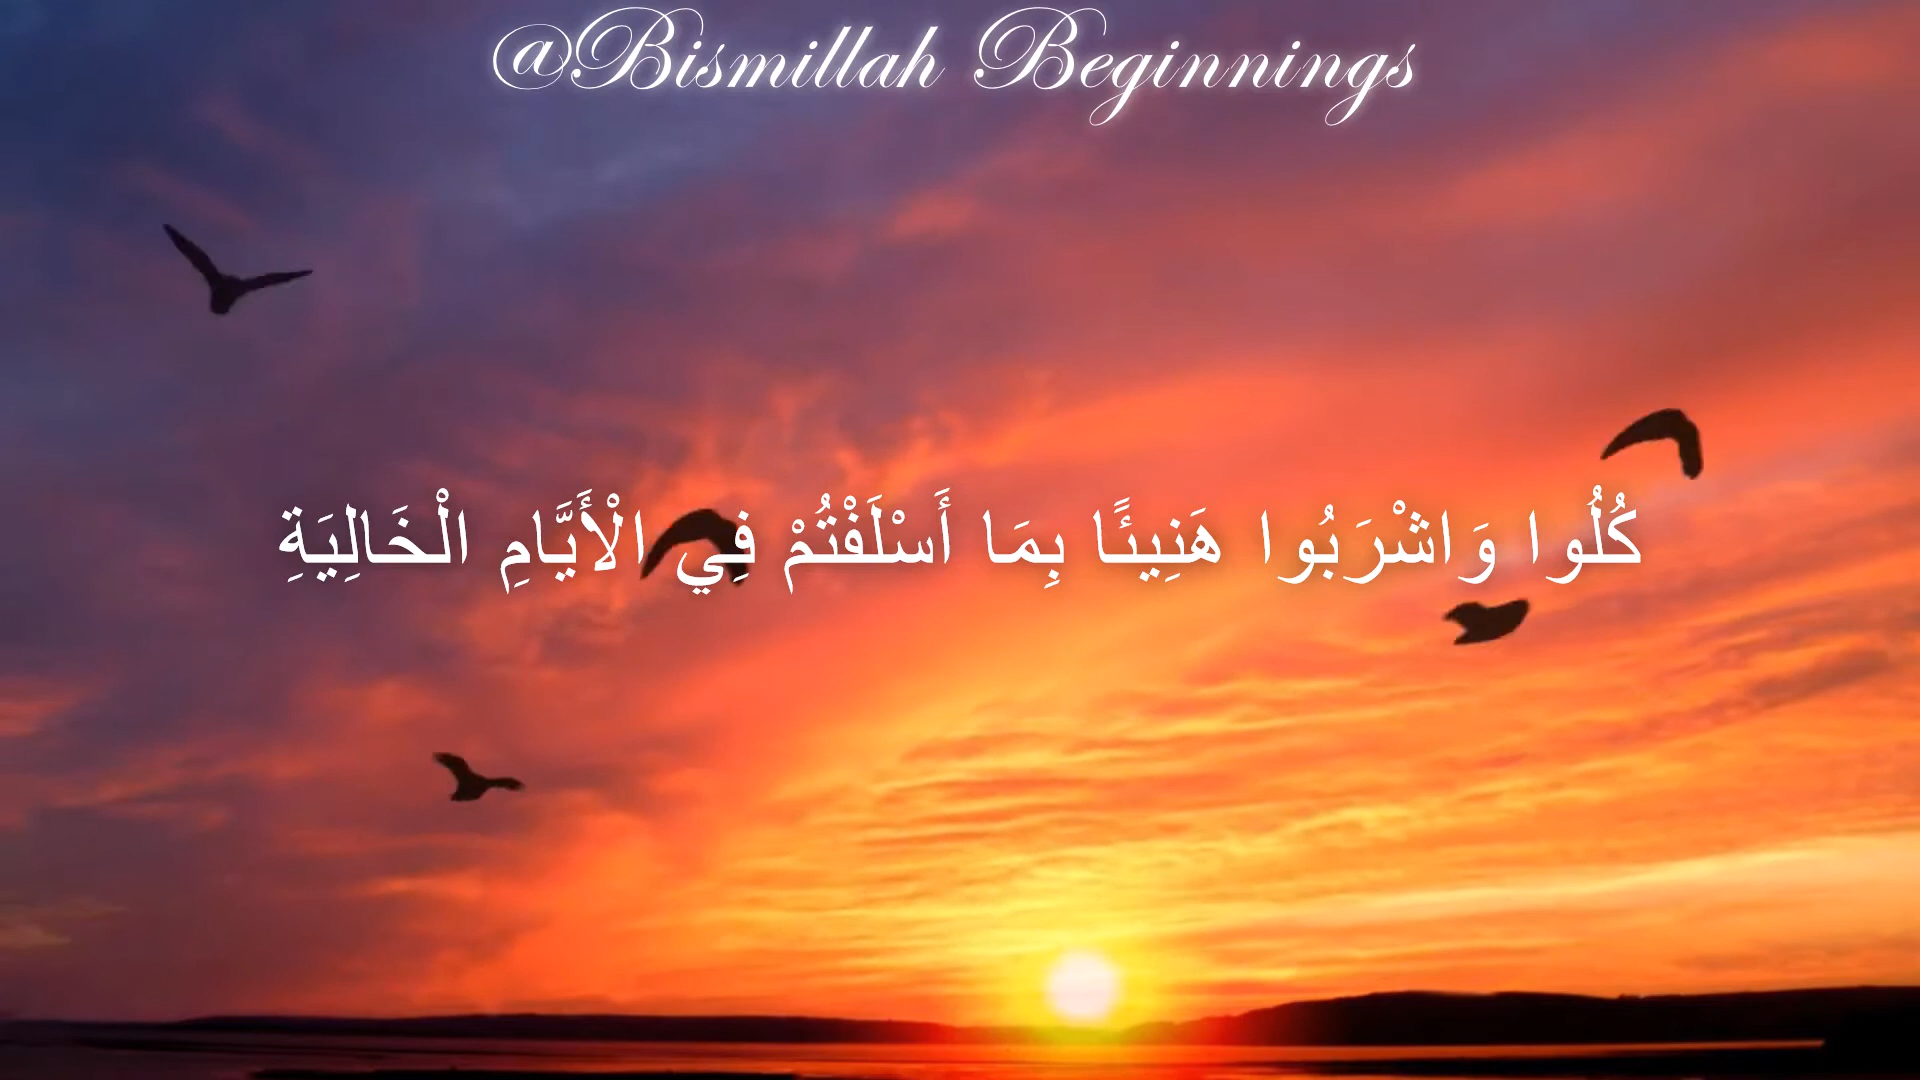 @Bismillah Beginnings
كُلُوا وَاشْرَبُوا هَنِيئًا بِمَا أَسْلَفْتُمْ فِي الْأَيَّامِ الْخَالِيَةِ